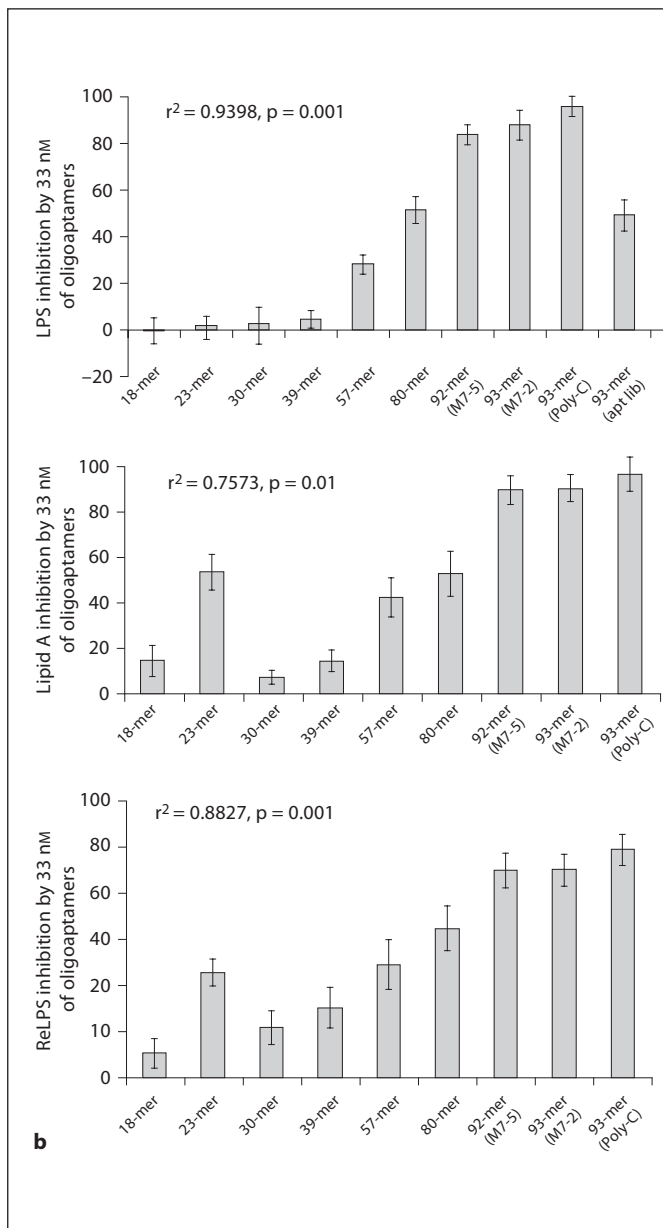 r2 = 0.9398, p = 0.001
LPS inhibition by 33 nM
of oligoaptamers
100
80
60
40
20
0
–20
18-mer
23-mer
30-mer
39-mer
57-mer
80-mer
92-mer
(M7-5)
93-mer
(M7-2)
93-mer
(Poly-C)
93-mer
(apt lib)
r2 = 0.7573, p = 0.01
Lipid A inhibition by 33 nM
of oligoaptamers
100
80
60
40
20
0
18-mer
23-mer
30-mer
39-mer
57-mer
80-mer
92-mer
(M7-5)
93-mer
(M7-2)
93-mer
(Poly-C)
r2 = 0.8827, p = 0.001
ReLPS inhibition by 33 nM
of oligoaptamers
100
80
60
40
20
10
0
18-mer
23-mer
30-mer
39-mer
57-mer
80-mer
92-mer
(M7-5)
93-mer
(M7-2)
93-mer
(Poly-C)
b